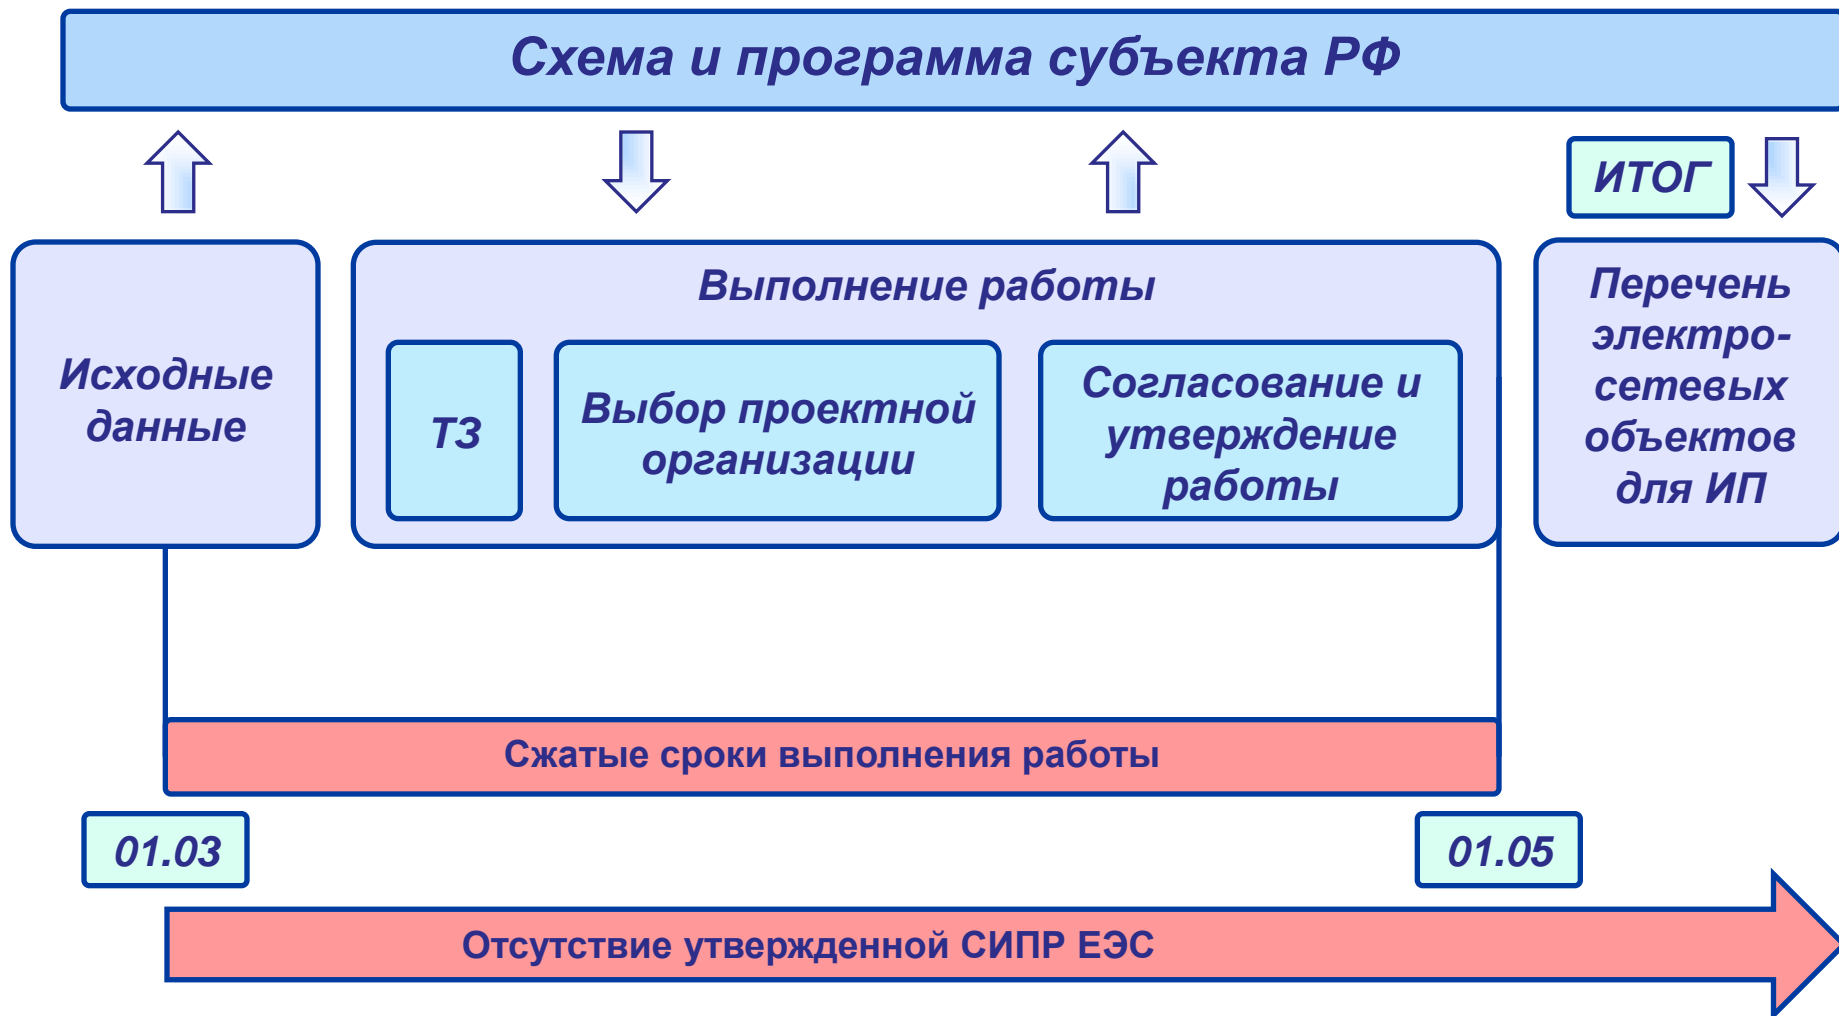 Схема и программа субъекта РФ
ИТОГ
Исходные
данные
Выполнение работы
ТЗ
Выбор проектной
организации
Согласование и
утверждение
работы
Перечень
электро-
сетевых
объектов
для ИП
Сжатые сроки выполнения работы
01.03
01.05
Отсутствие утвержденной СИПР ЕЭС